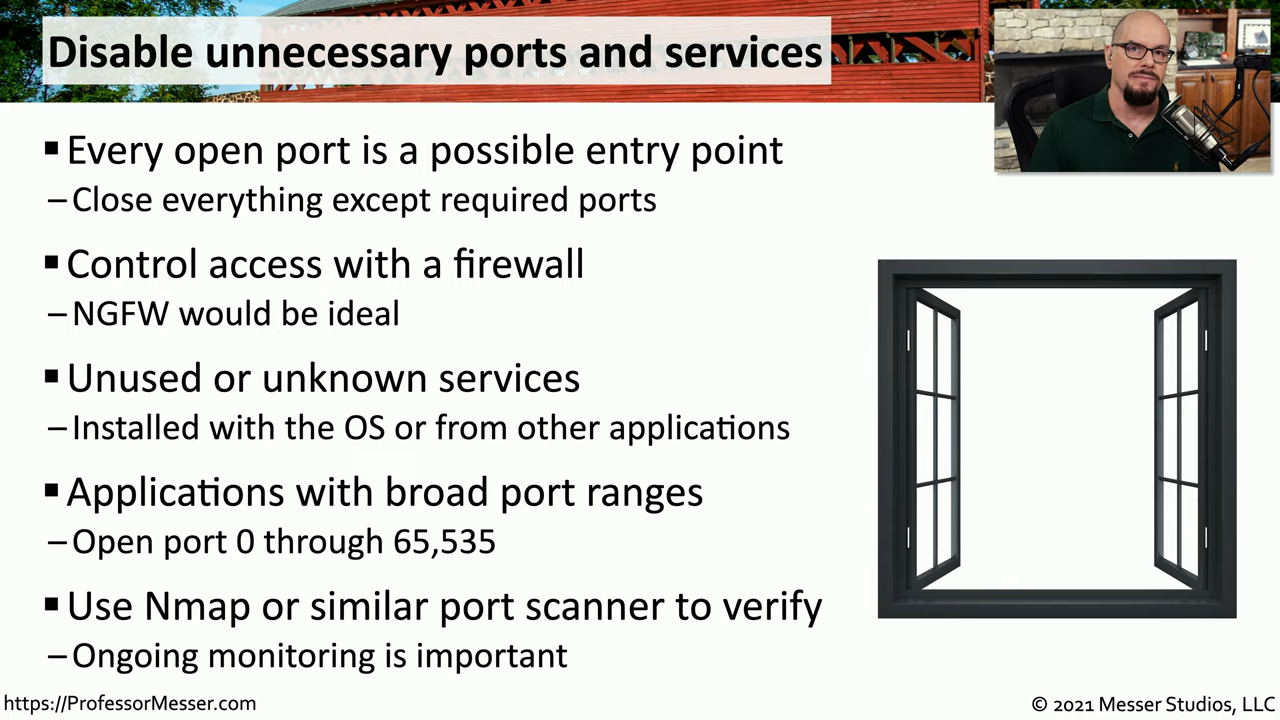 Disable unnecessary ports and services
▪Every open port is a possible entry point
–Close everything except required ports
▪Control access with a firewall
–NGFW would be ideal
▪Unused or unknown services
–Installed with the OS or from other applications
▪Applications with broad port ranges
–Open port 0 through 65,535
▪Use Nmap or similar port scanner to verify
–Ongoing monitoring is important
https://ProfessorMesser.com
© 2021 Messer Studios, LLC